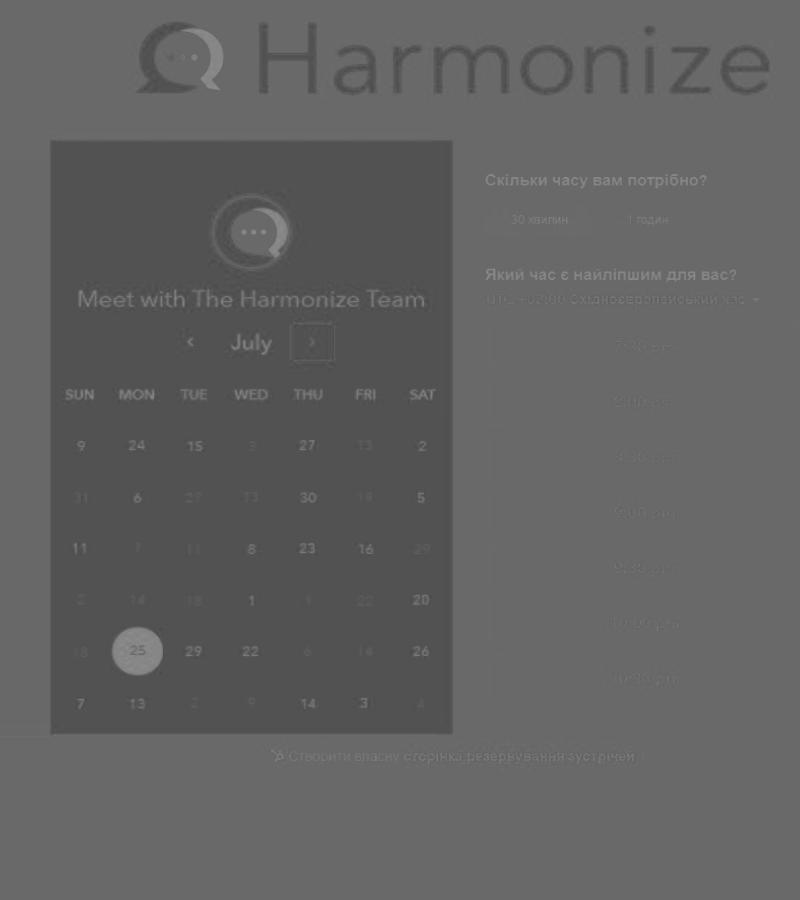 Harmonize
Meet with The Harmonize Team
July
SUN MON TUE WED THU FRI SAT
9 24 15 3 27 13 2
31 6 27 13 30 19 5
11 7 11 8 23 16 29
2 14 18 1 22 20
18 25 29 22 6 14 26
7 13 2 9 14 3 4
Скільки часу вам потрібно?
30 хвилин 1 годин
Який час є найліпшим для вас?
UTC +02:00 Східноєвропейський час
7:30 pm
8:00 pm
8:30 pm
9:00 pm
9:30 pm
10:00 pm
10:30 pm
Створити власну сторінка резервування зустрічей